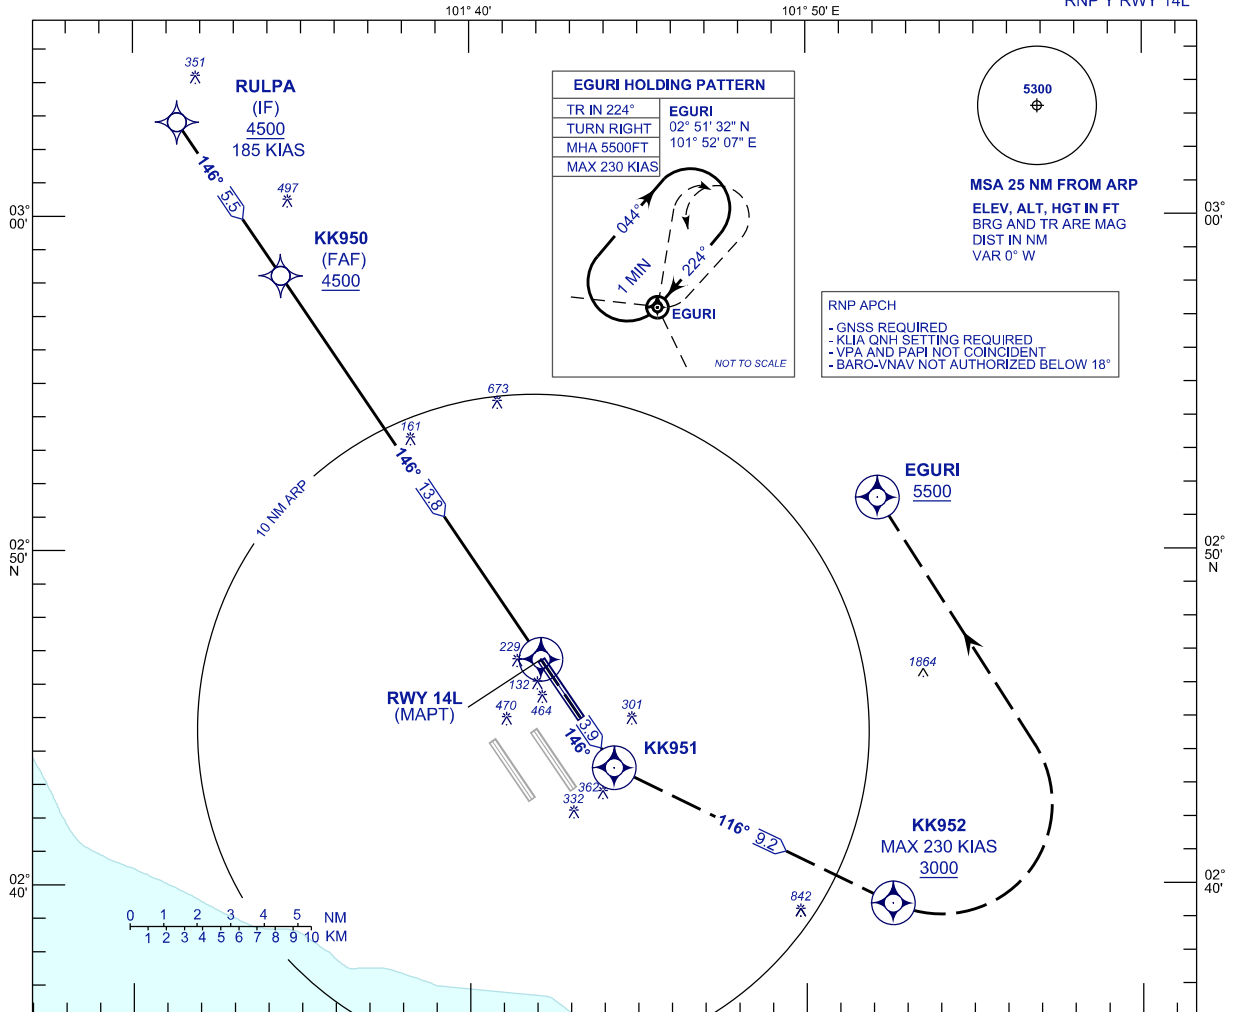 101° 40'
101° 50' E
RNP Y RWY 14L
351
RULPA
(IF)
4500
185 KIAS
146°
5.5
497
KK950
(FAF)
4500
03°
00'
EGURI HOLDING PATTERN
TR IN 224°
TURN RIGHT
MHA 5500FT
MAX 230 KIAS
EGURI
02° 51' 32" N
101° 52' 07" E
044°
1 MIN
224°
EGURI
NOT TO SCALE
5300
MSA 25 NM FROM ARP
ELEV, ALT, HGT IN FT
BRG AND TR ARE MAG
DIST IN NM
VAR 0° W
03°
00'
RNP APCH
- GNSS REQUIRED
- KLIA QNH SETTING REQUIRED
- VPA AND PAPI NOT COINCIDENT
- BARO-VNAV NOT AUTHORIZED BELOW 18°
673
161
146°
13.8
10 NM ARP
EGURI
5500
02°
50'
N
02°
50'
N
229
132
464
470
RWY 14L
(MAPT)
301
3.9
146°
KK951
362
332
1864
116°
9.2
KK952
MAX 230 KIAS
3000
842
02°
40'
02°
40'
0 1 2 3 4 5 NM
1 2 3 4 5 6 7 8 9 10 KM